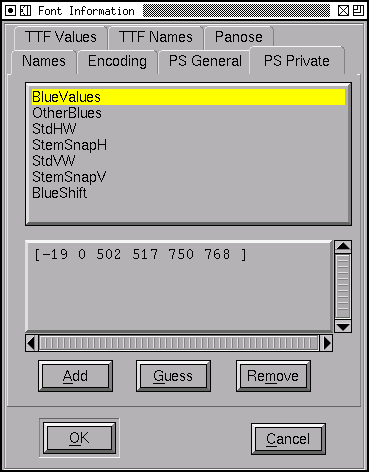 Font Information
TTF Values TTF Names Panose
Names Encoding PS General PS Private
BlueValues
OtherBlues
StdHW
StemSnapH
StdVW
StemSnapV
BlueShift
[-19 0 502 517 750 768 ]
Add Guess Remove
OK Cancel